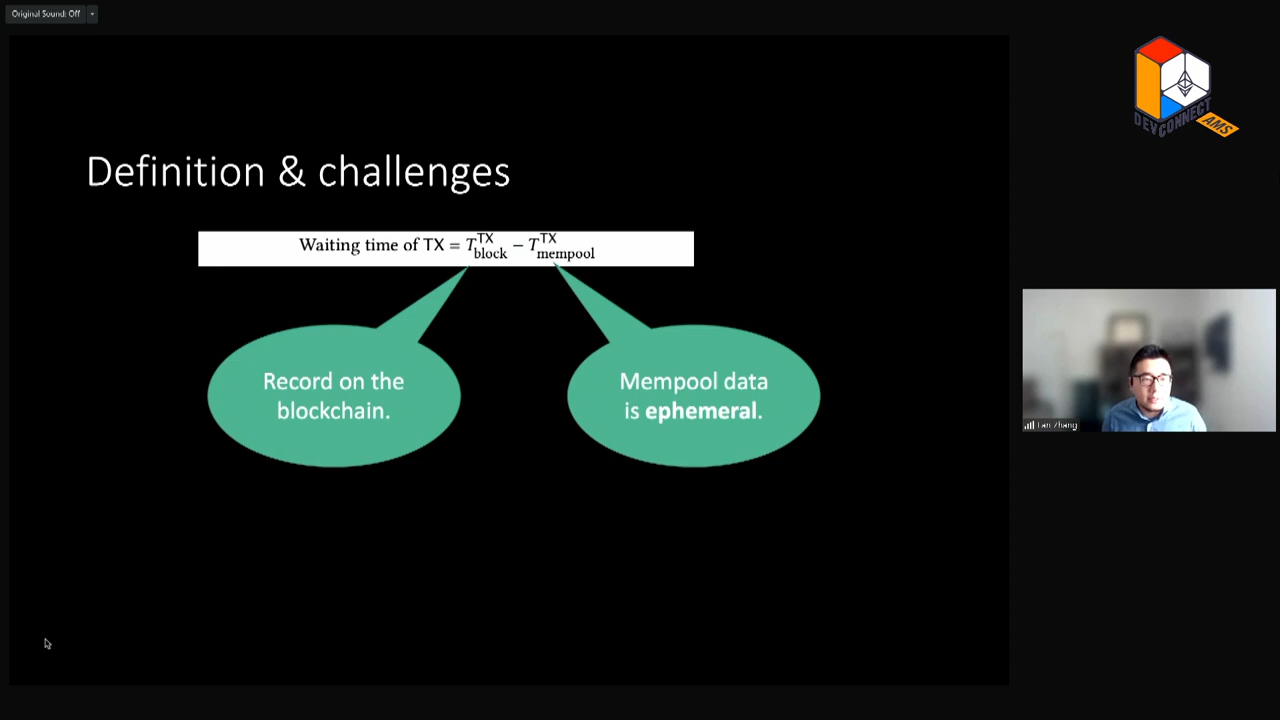 Original Sound: Off
DEVCONNECT
AMS
Definition & challenges
Waiting time of TX = T^TX_block − T^TX_mempool
Record on the
blockchain.
Mempool data
is ephemeral.
Zhang